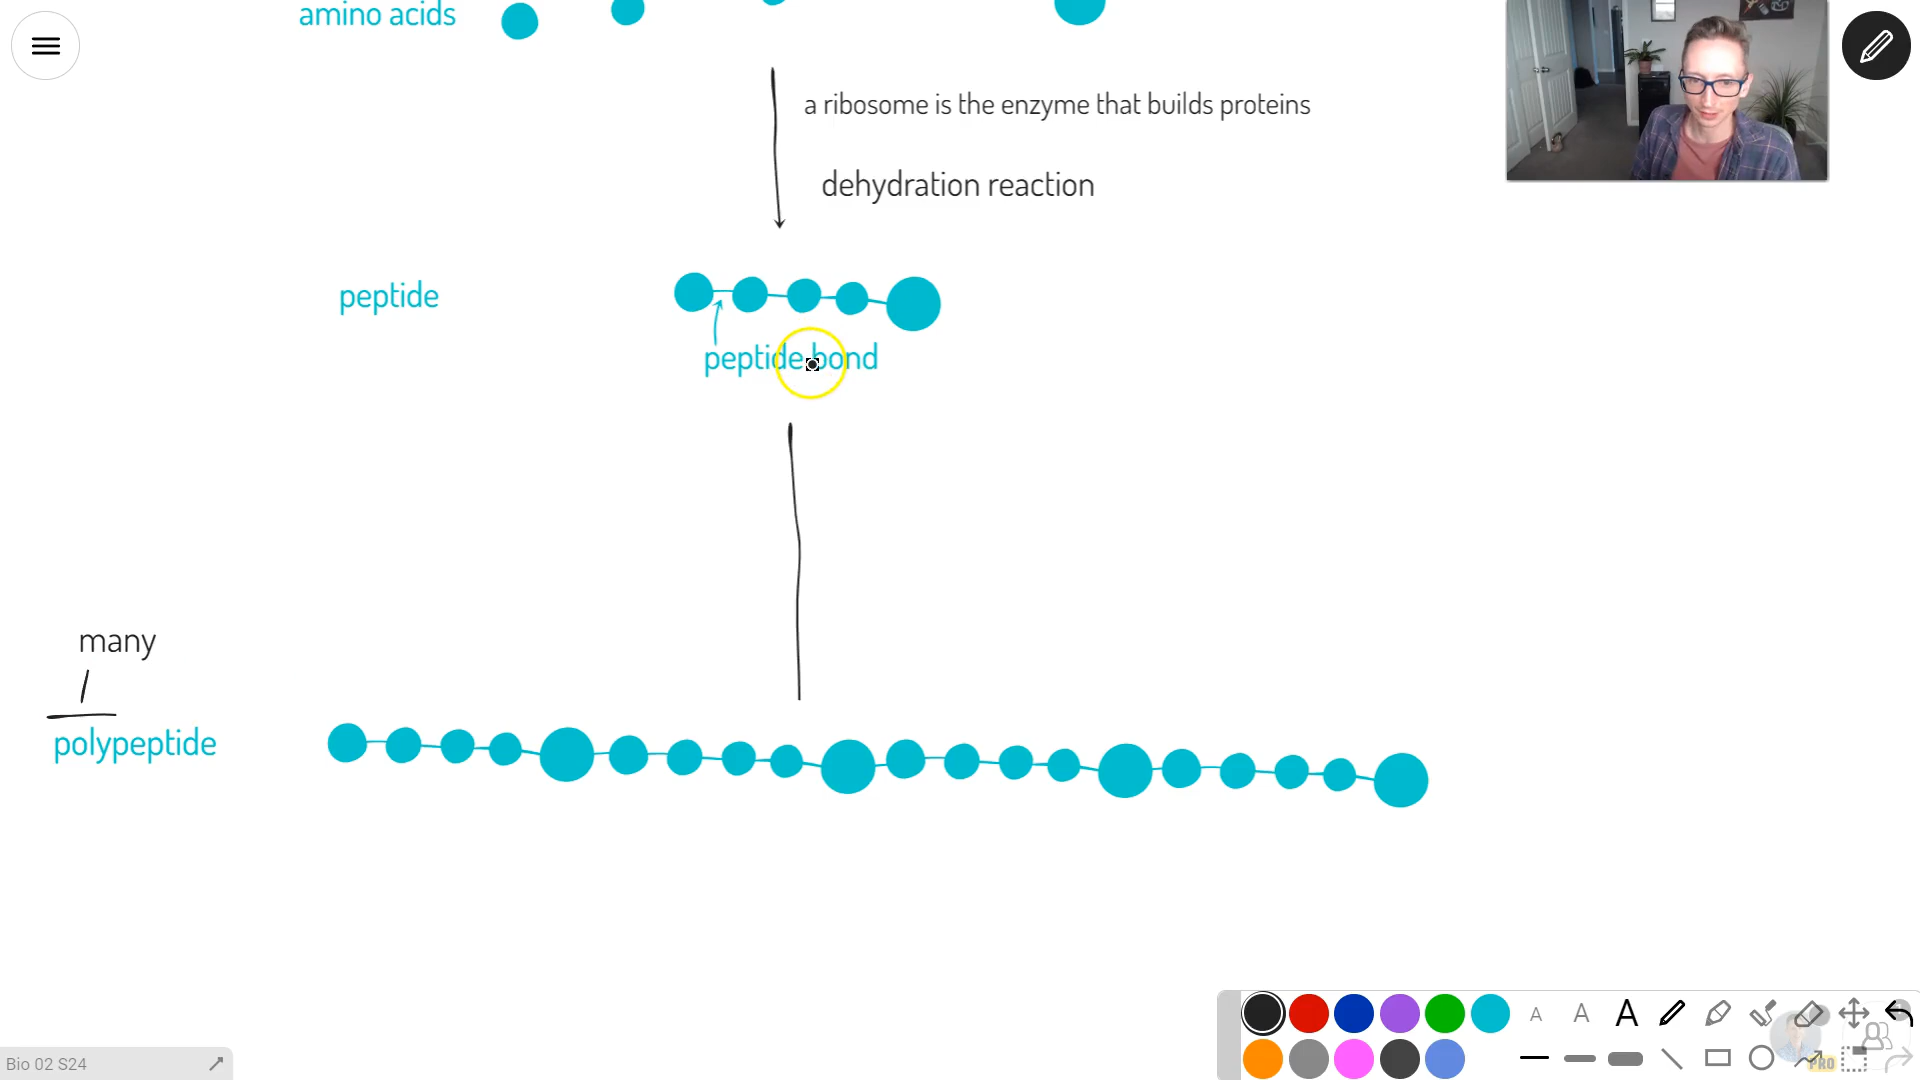 amino acids
a ribosome is the enzyme that builds proteins
dehydration reaction
peptide
peptide bond
many
polypeptide
A A A
PRO
Bio 02 S24